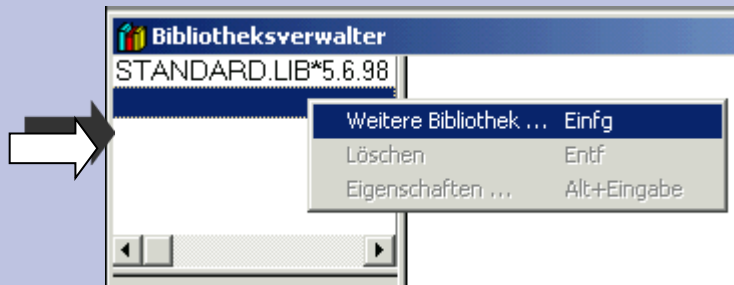 Bibliotheksverwalter
STANDARD.LIB*5.6.98
Weitere Bibliothek ... Einfg
Löschen Entf
Eigenschaften ... Alt+Eingabe